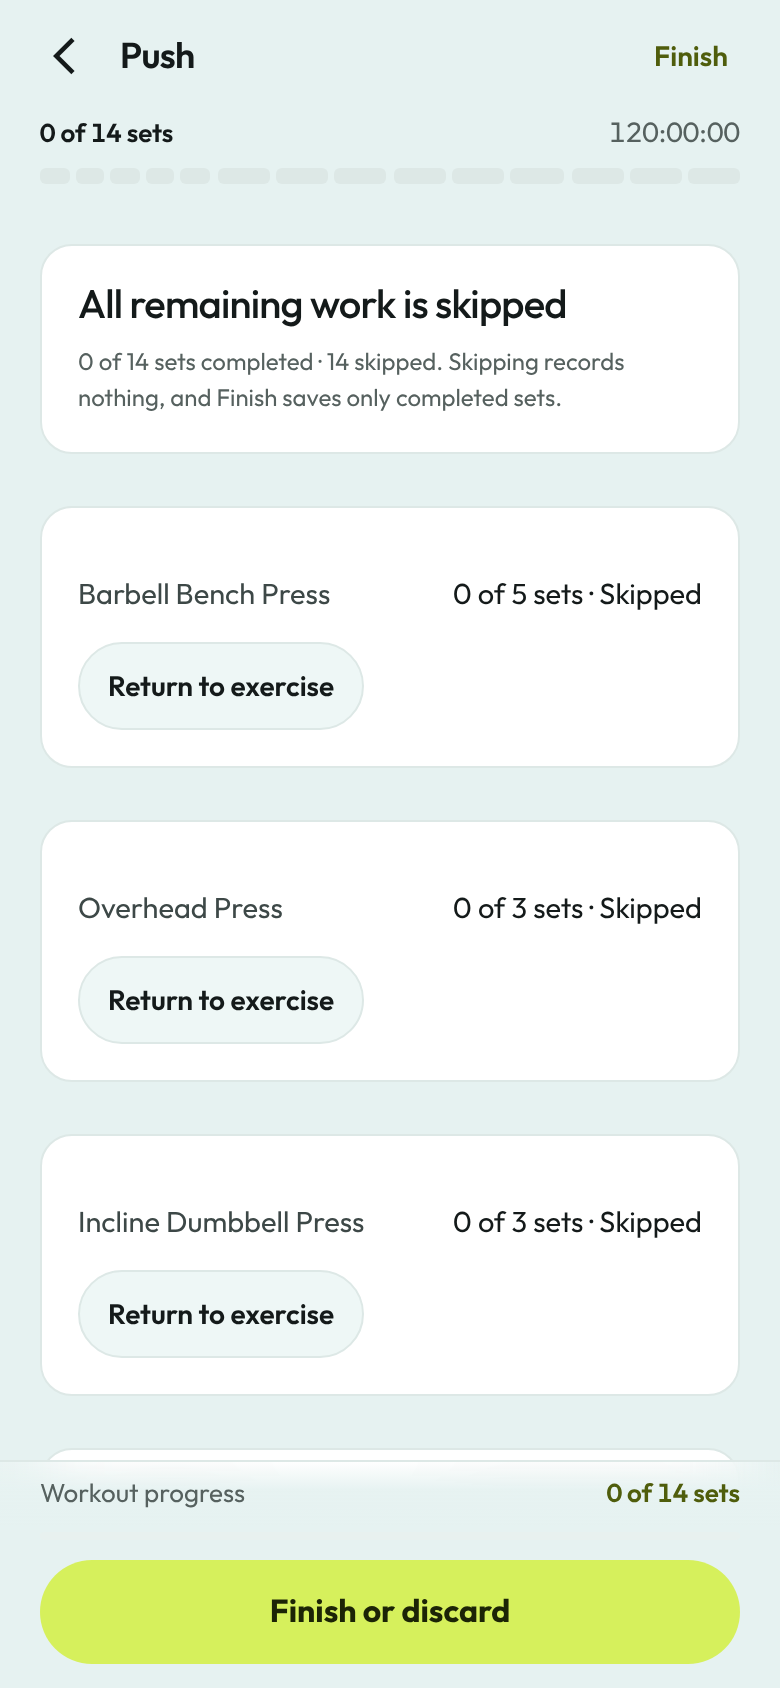 Push
Finish
0 of 14 sets
120:00:00
All remaining work is skipped
0 of 14 sets completed · 14 skipped. Skipping records
nothing, and Finish saves only completed sets.
Barbell Bench Press
0 of 5 sets · Skipped
Return to exercise
Overhead Press
0 of 3 sets · Skipped
Return to exercise
Incline Dumbbell Press
0 of 3 sets · Skipped
Return to exercise
Workout progress
0 of 14 sets
Finish or discard